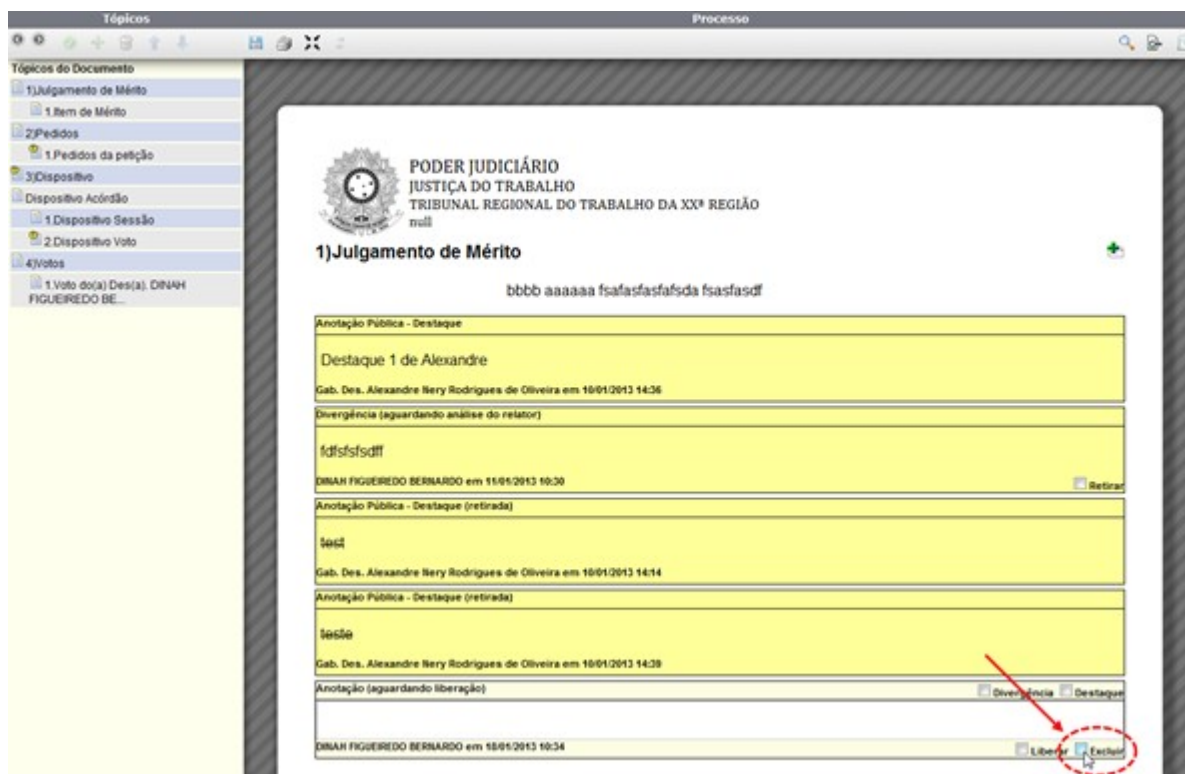 Tópicos
Processo
Tópicos do Documento
1)Julgamento de Mérito
1.Item de Mérito
2)Pedidos
1.Pedidos da petição
3)Dispositivo
Dispositivo Acórdão
1.Dispositivo Sessão
2.Dispositivo Voto
4)Votos
1.Voto do(a) Des(a). DINAH
FIGUEIREDO BE...
PODER JUDICIÁRIO
JUSTIÇA DO TRABALHO
TRIBUNAL REGIONAL DO TRABALHO DA XXª REGIÃO
null
1)Julgamento de Mérito
bbbb aaaaaa fsafasfasfafsda fsasfasdf
Anotação Pública - Destaque
Destaque 1 de Alexandre
Gab. Des. Alexandre Nery Rodrigues de Oliveira em 10/01/2013 14:36
Divergência (aguardando análise do relator)
fdfsfsfsdff
DINAH FIGUEIREDO BERNARDO em 11/01/2013 10:30
Retirar
Anotação Pública - Destaque (retirada)
test
Gab. Des. Alexandre Nery Rodrigues de Oliveira em 10/01/2013 14:14
Anotação Pública - Destaque (retirada)
teste
Gab. Des. Alexandre Nery Rodrigues de Oliveira em 10/01/2013 14:39
Anotação (aguardando liberação)
Divergência Destaque
DINAH FIGUEIREDO BERNARDO em 18/01/2013 10:34
Liberar Excluir